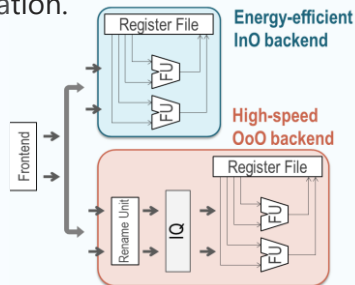 ation.
Register File
FU
FU
Energy-efficient
InO backend
High-speed
OoO backend
Frontend
Rename Unit
IQ
Register File
FU
FU